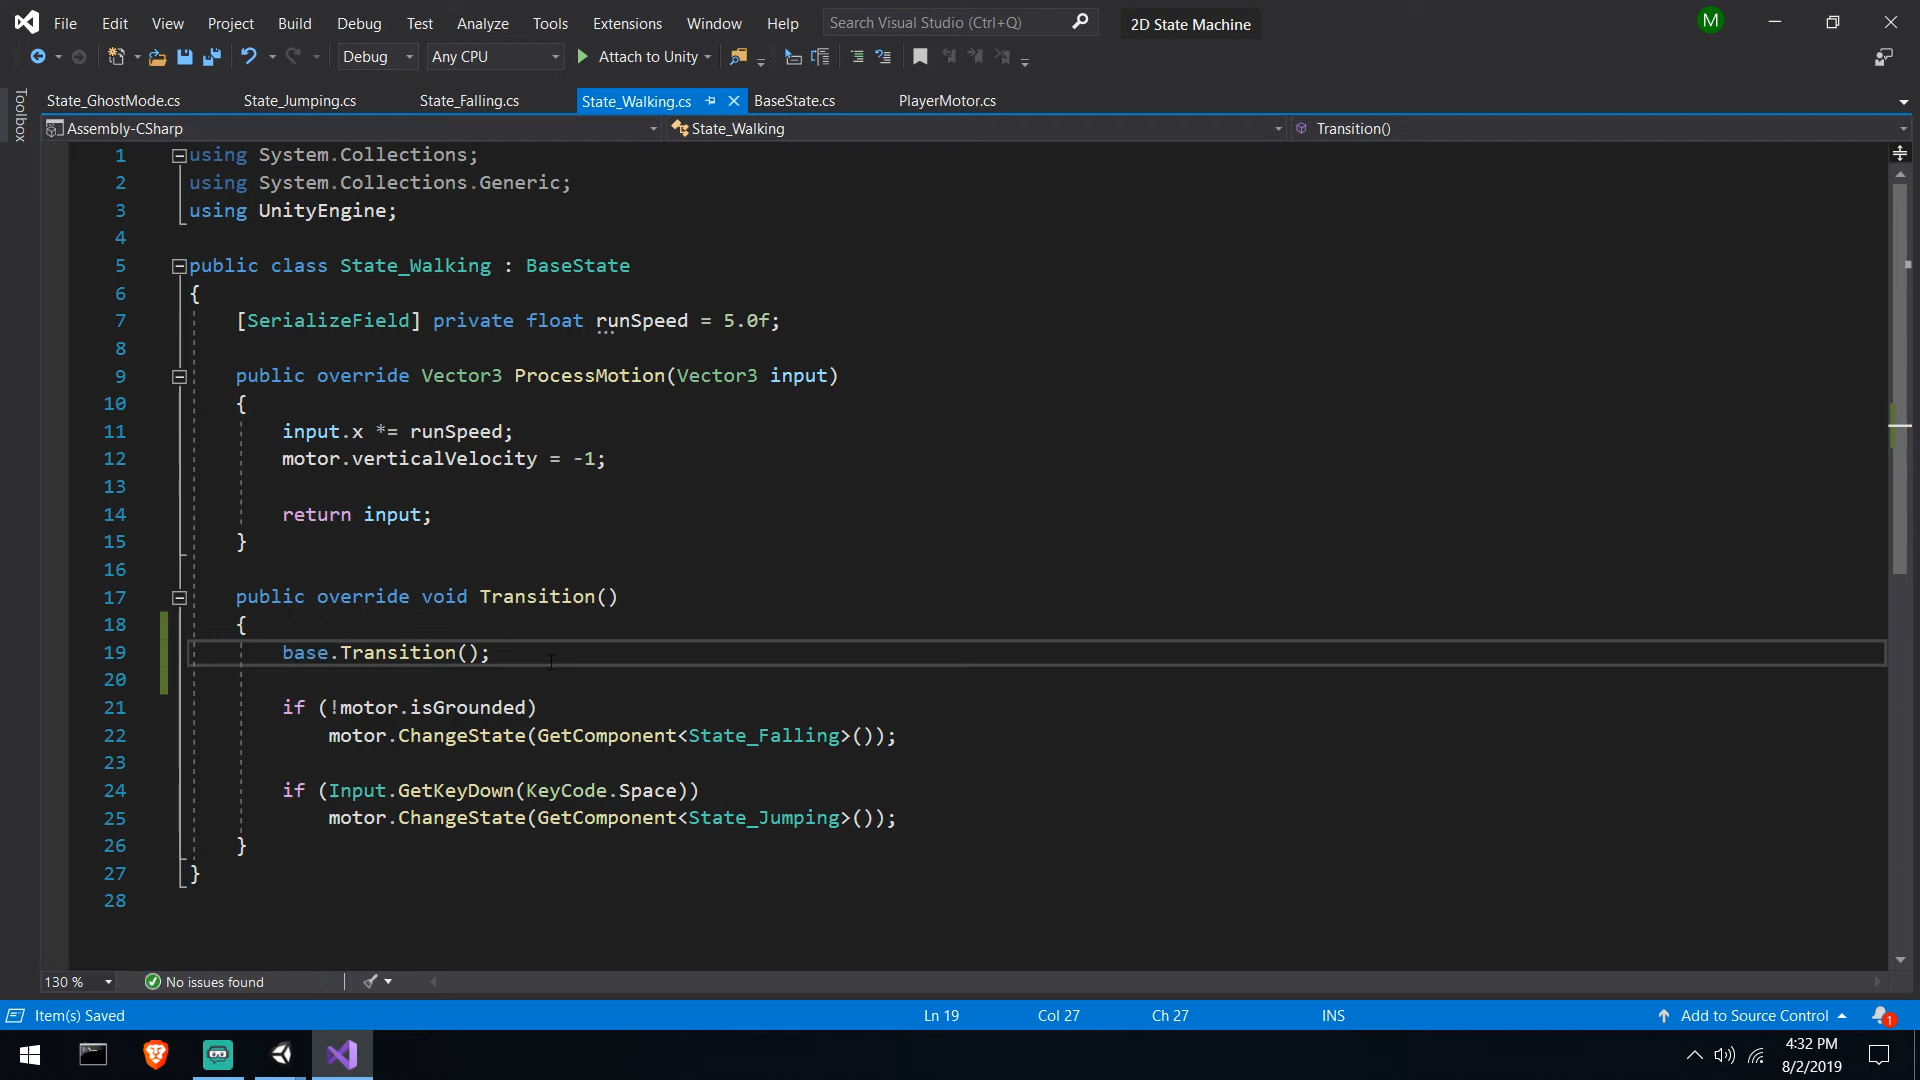 File Edit View Project Build Debug Test Analyze Tools Extensions Window Help Search Visual Studio (Ctrl+Q) 2D State Machine M
Debug Any CPU Attach to Unity
Toolbox
State_GhostMode.cs State_Jumping.cs State_Falling.cs State_Walking.cs BaseState.cs PlayerMotor.cs
Assembly-CSharp State_Walking Transition()
1 using System.Collections;
2 using System.Collections.Generic;
3 using UnityEngine;
4
5 public class State_Walking : BaseState
6 {
7 [SerializeField] private float runSpeed = 5.0f;
8
9 public override Vector3 ProcessMotion(Vector3 input)
10 {
11 input.x *= runSpeed;
12 motor.verticalVelocity = -1;
13
14 return input;
15 }
16
17 public override void Transition()
18 {
19 base.Transition();
20
21 if (!motor.isGrounded)
22 motor.ChangeState(GetComponent<State_Falling>());
23
24 if (Input.GetKeyDown(KeyCode.Space))
25 motor.ChangeState(GetComponent<State_Jumping>());
26 }
27 }
28
130 % No issues found
Item(s) Saved Ln 19 Col 27 Ch 27 INS Add to Source Control 1
4:32 PM
8/2/2019